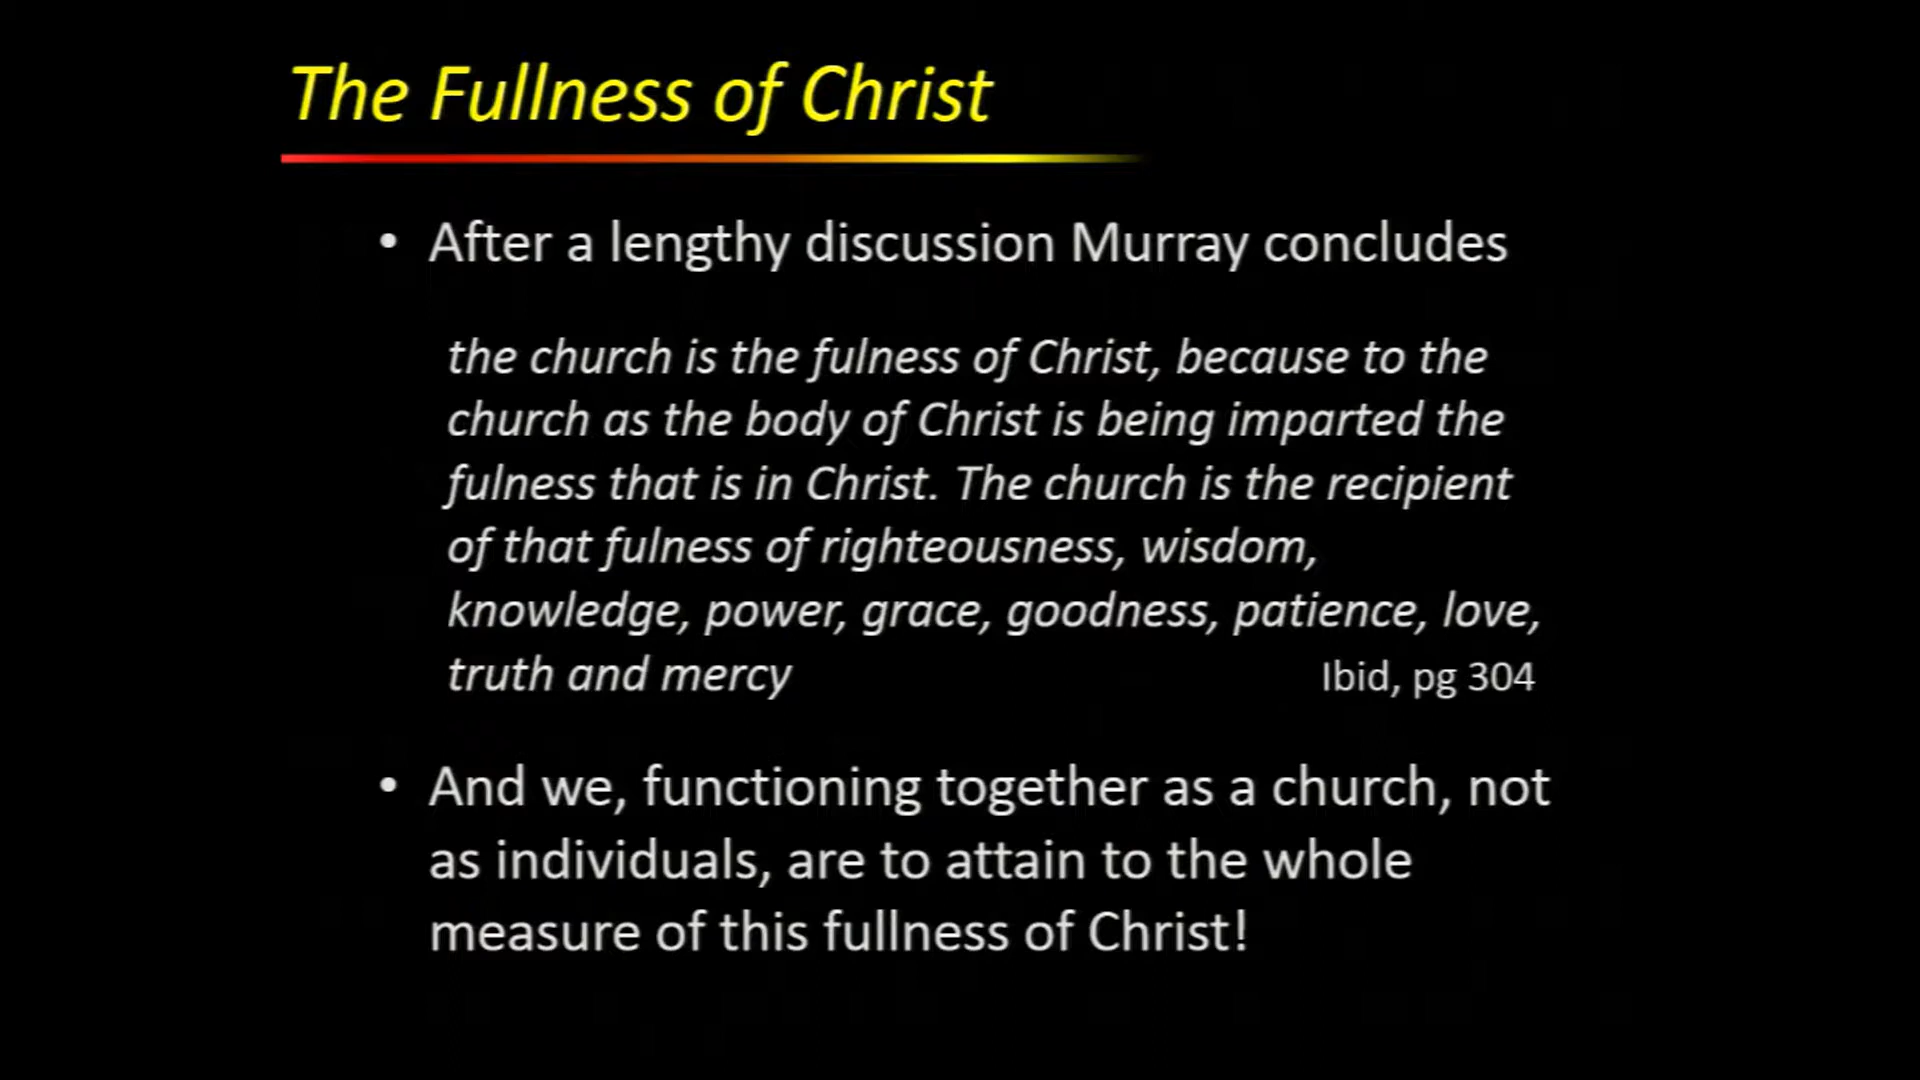 The Fullness of Christ
• After a lengthy discussion Murray concludes
the church is the fulness of Christ, because to the
church as the body of Christ is being imparted the
fulness that is in Christ. The church is the recipient
of that fulness of righteousness, wisdom,
knowledge, power, grace, goodness, patience, love,
truth and mercy Ibid, pg 304
• And we, functioning together as a church, not
as individuals, are to attain to the whole
measure of this fullness of Christ!